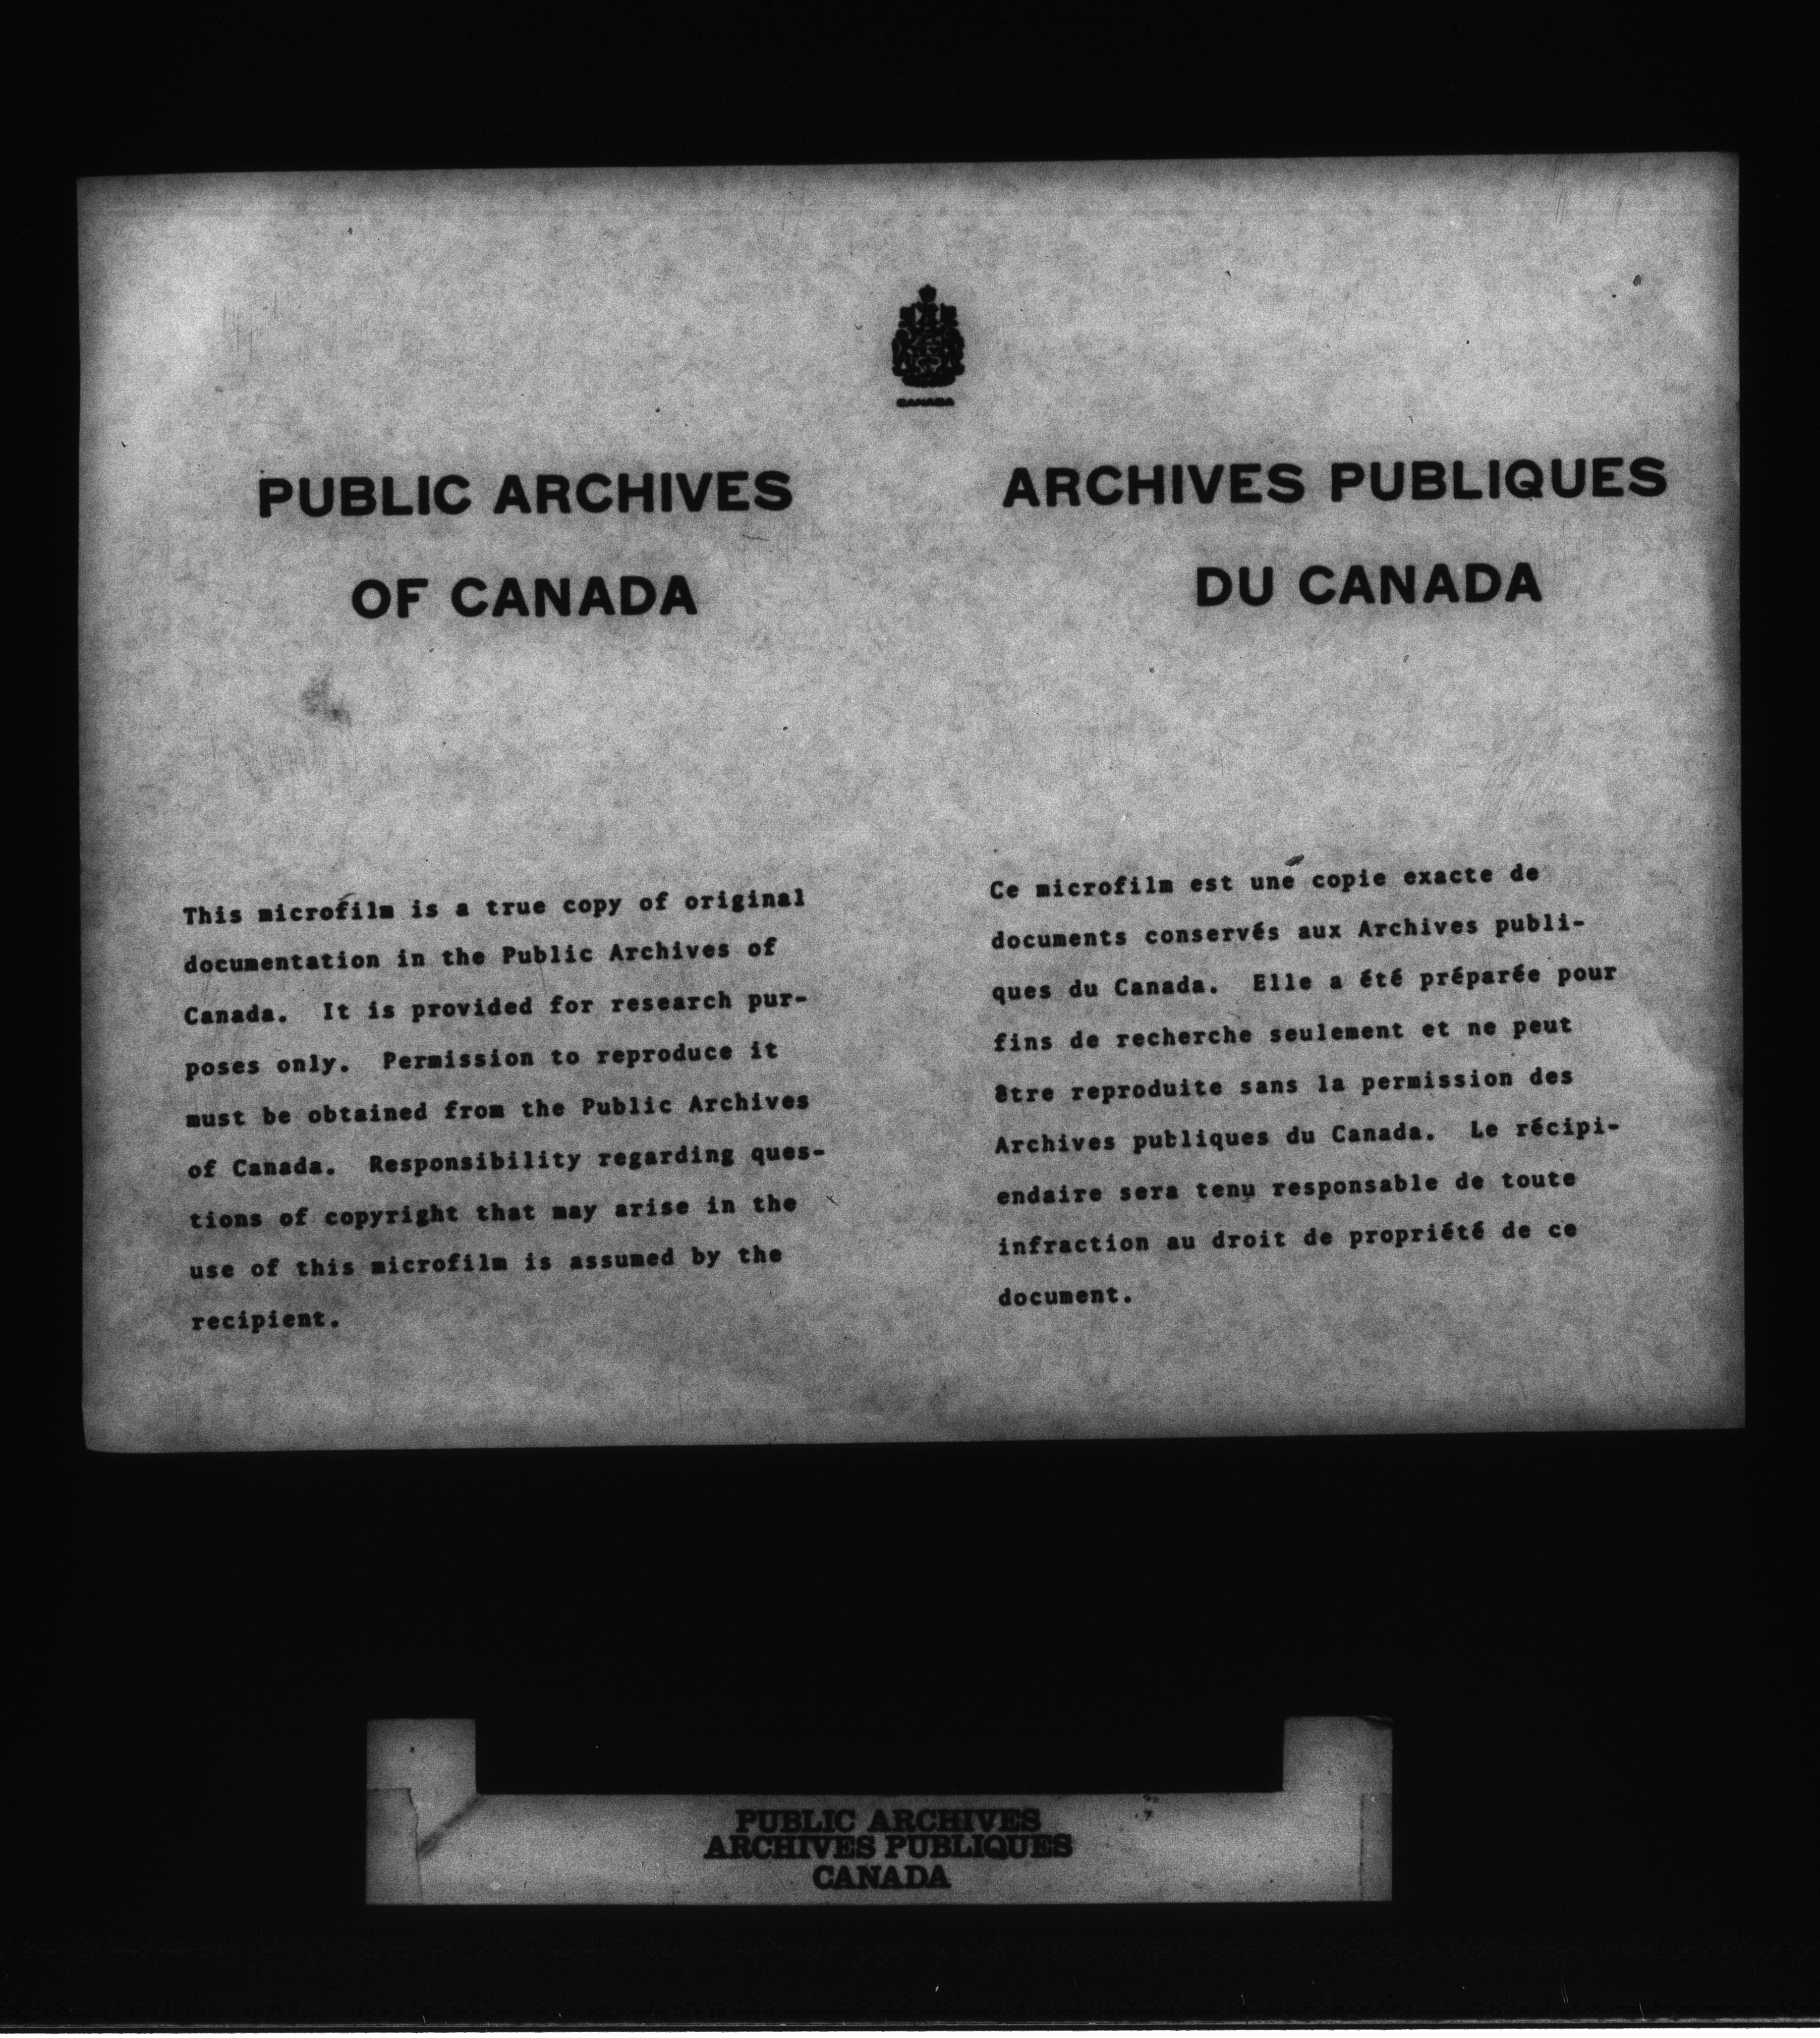 CANADA
PUBLIC ARCHIVES
OF CANADA
This microfilm is a true copy of original
documentation in the Public Archives of
Canada. It is provided for research pur-
poses only. Permission to reproduce it
must be obtained from the Public Archives
of Canada. Responsibility regarding ques-
tions of copyright that may arise in the
use of this microfilm is assumed by the
recipient.
ARCHIVES PUBLIQUES
DU CANADA
Ce microfilm est une copie exacte de
documents conservés aux Archives publi-
ques du Canada. Elle a été préparée pour
fins de recherche seulement et ne peut
être reproduite sans la permission des
Archives publiques du Canada. Le récipi-
endaire sera tenu responsable de toute
infraction au droit de propriété de ce
document.
PUBLIC ARCHIVES
ARCHIVES PUBLIQUES
CANADA